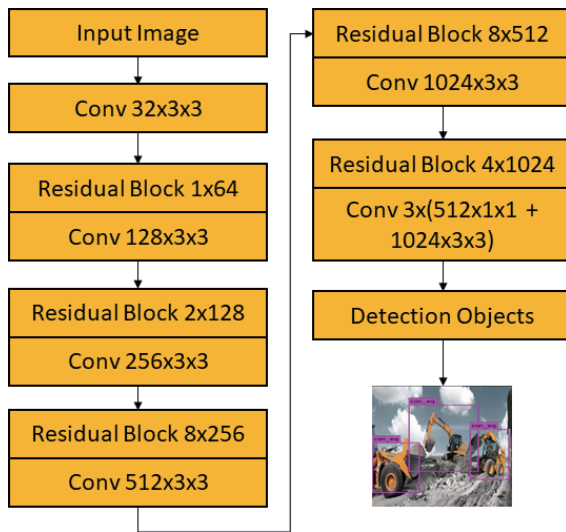 Input Image
Conv 32x3x3
Residual Block 1x64
Conv 128x3x3
Residual Block 2x128
Conv 256x3x3
Residual Block 8x256
Conv 512x3x3
Residual Block 8x512
Conv 1024x3x3
Residual Block 4x1024
Conv 3x(512x1x1 +
1024x3x3)
Detection Objects